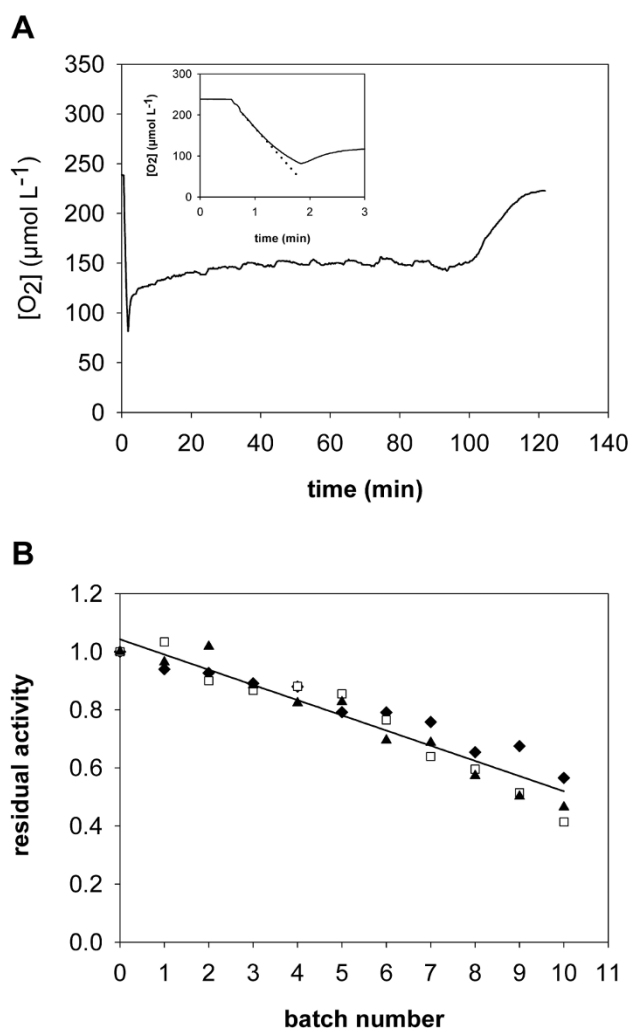 A
350
300
250
200
150
100
50
0
[O2] (µmol L-1)
0 20 40 60 80 100 120 140
time (min)
300
200
100
0
[O2] (µmol L-1)
0 1 2 3
time (min)
B
1.2
1.0
0.8
0.6
0.4
0.2
0.0
residual activity
0 1 2 3 4 5 6 7 8 9 10 11
batch number